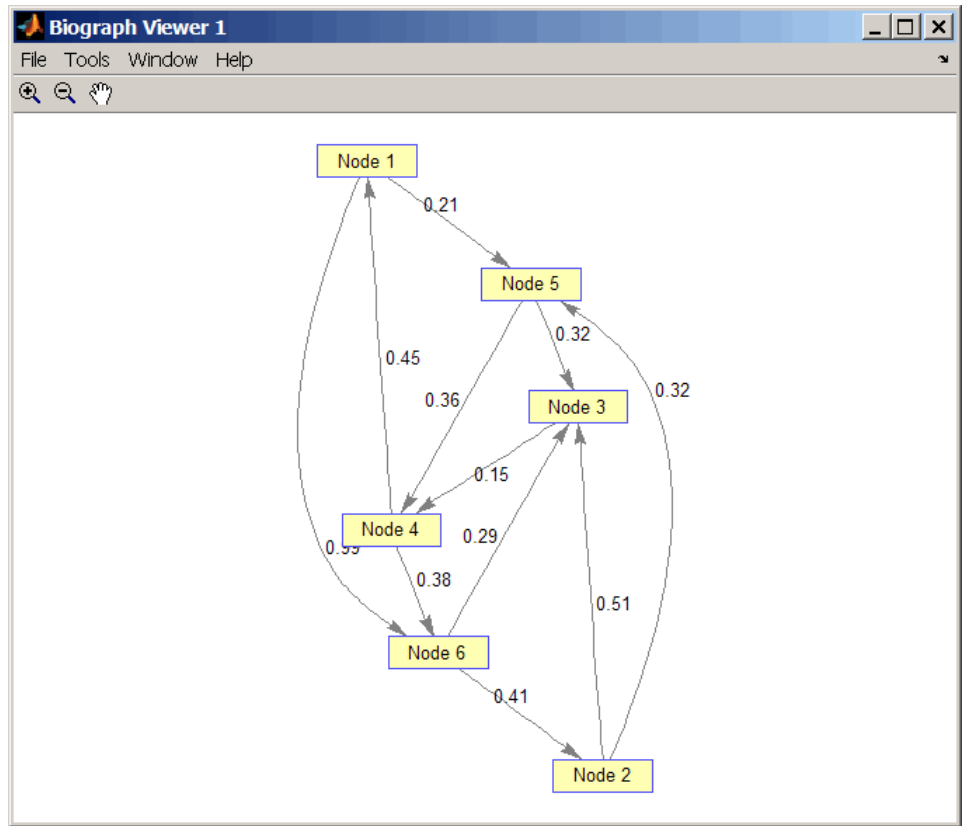 Biograph Viewer 1
File Tools Window Help
Node 1
0.21
Node 5
0.32
0.45
0.32
0.36
Node 3
0.15
Node 4
0.29
0.99
0.38
0.51
Node 6
0.41
Node 2